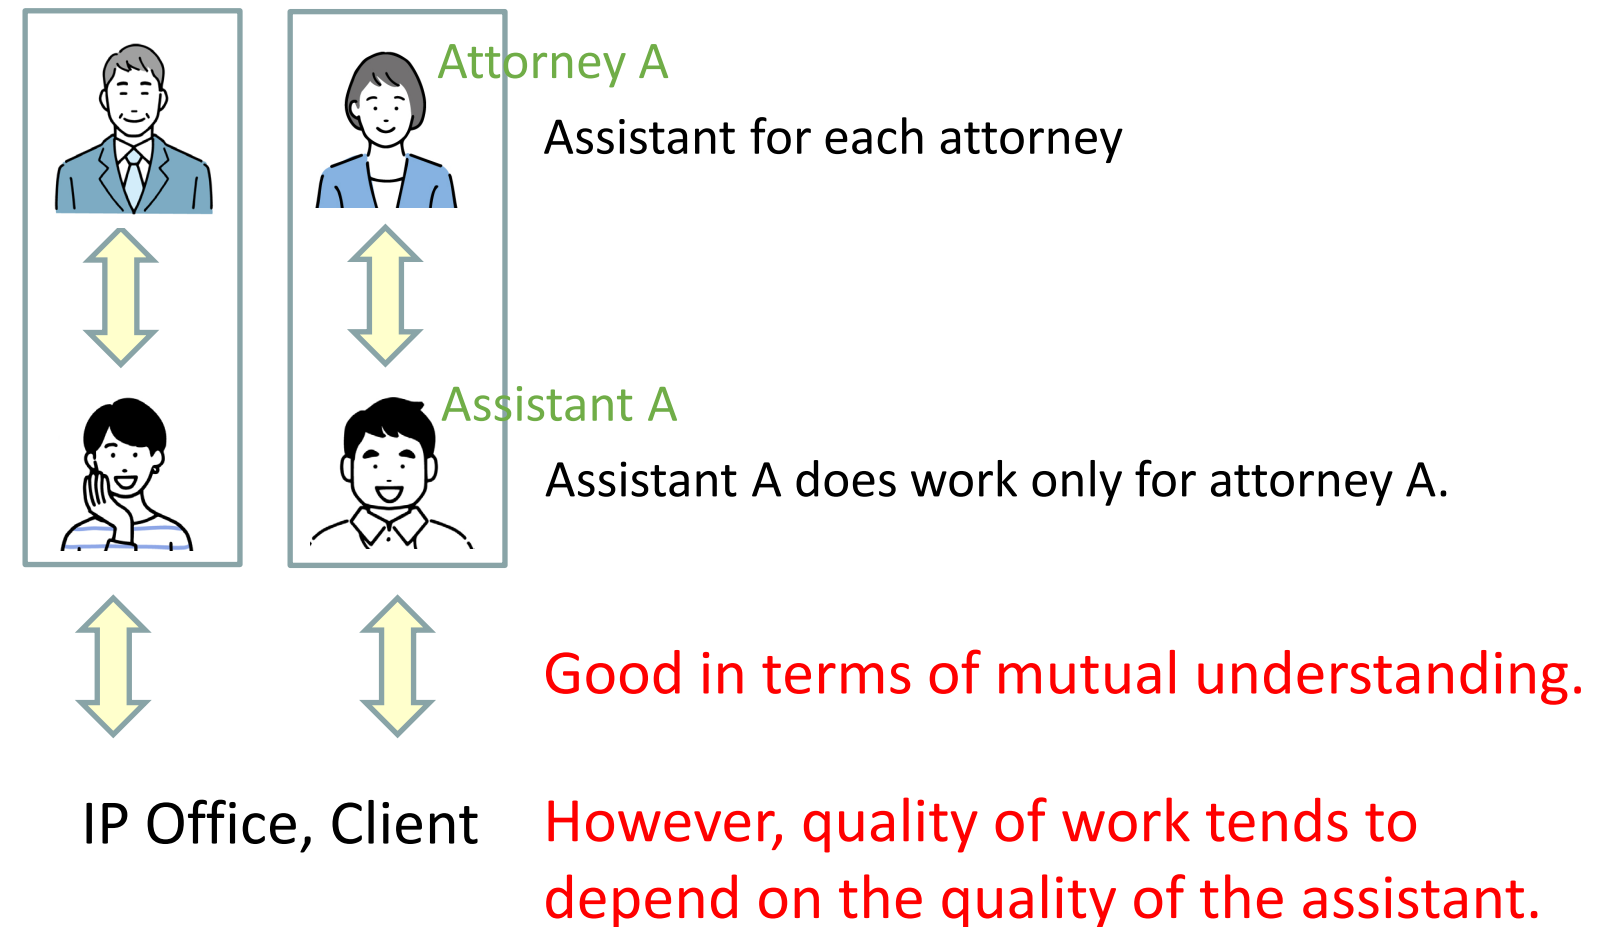 Attorney A
Assistant for each attorney
Assistant A
Assistant A does work only for attorney A.
Good in terms of mutual understanding.
IP Office, Client
However, quality of work tends to
depend on the quality of the assistant.